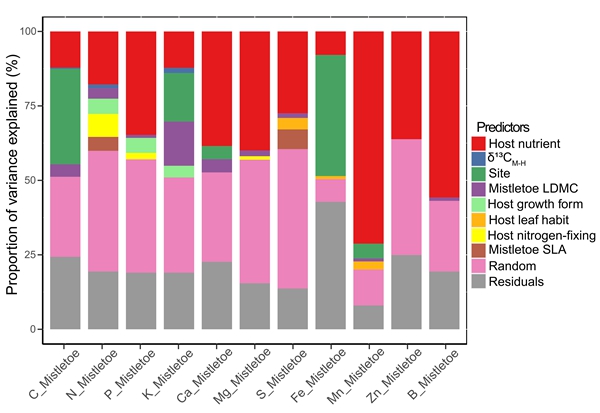 Proportion of variance explained (%)
100
75
50
25
0
C_Mistletoe
N_Mistletoe
P_Mistletoe
K_Mistletoe
Ca_Mistletoe
Mg_Mistletoe
S_Mistletoe
Fe_Mistletoe
Mn_Mistletoe
Zn_Mistletoe
B_Mistletoe
Predictors
Host nutrient
δ¹³C_M-H
Site
Mistletoe LDMC
Host growth form
Host leaf habit
Host nitrogen-fixing
Mistletoe SLA
Random
Residuals